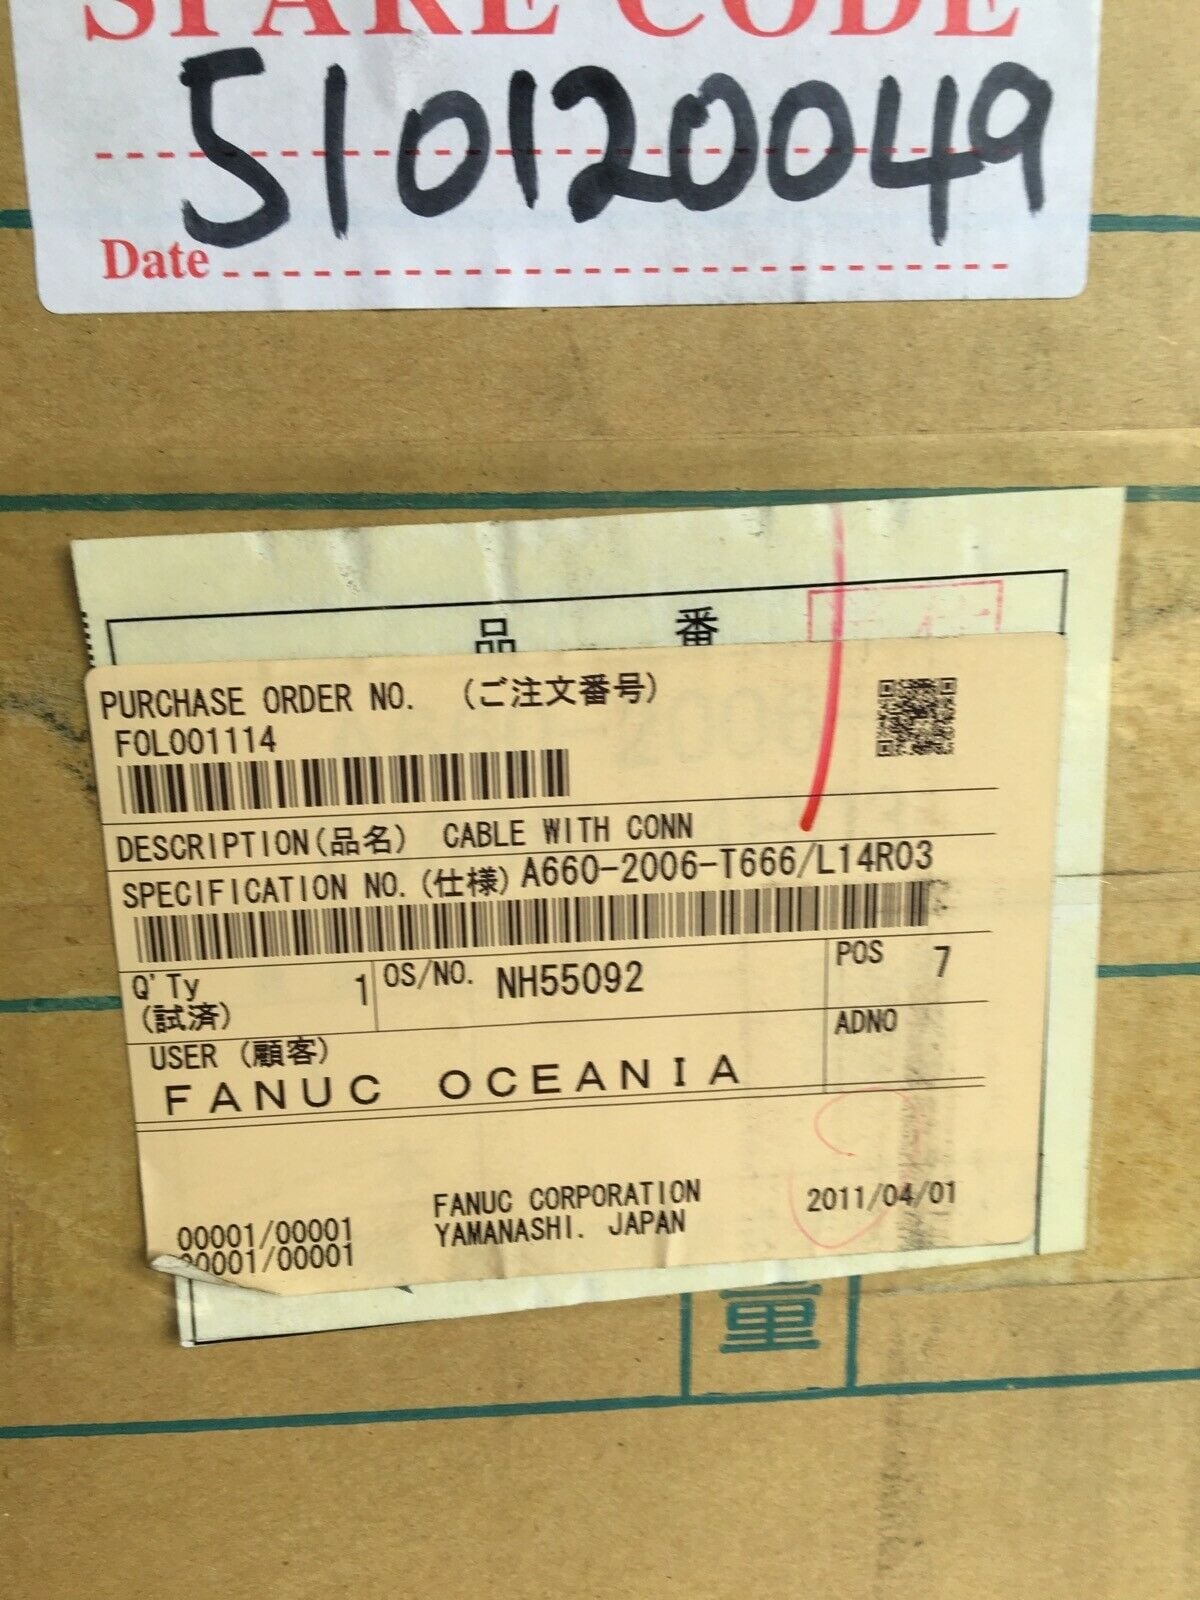 SPARE CODE
510120049
Date
品 番
PURCHASE ORDER NO. (ご注文番号)
F0L001114
DESCRIPTION(品名) CABLE WITH CONN
SPECIFICATION NO.(仕様) A660-2006-T666/L14R03
Q'Ty 1 OS/NO. NH55092 POS 7
(試済)
ADNO
USER (顧客)
FANUC OCEANIA
FANUC CORPORATION 2011/04/01
00001/00001 YAMANASHI. JAPAN
00001/00001
量